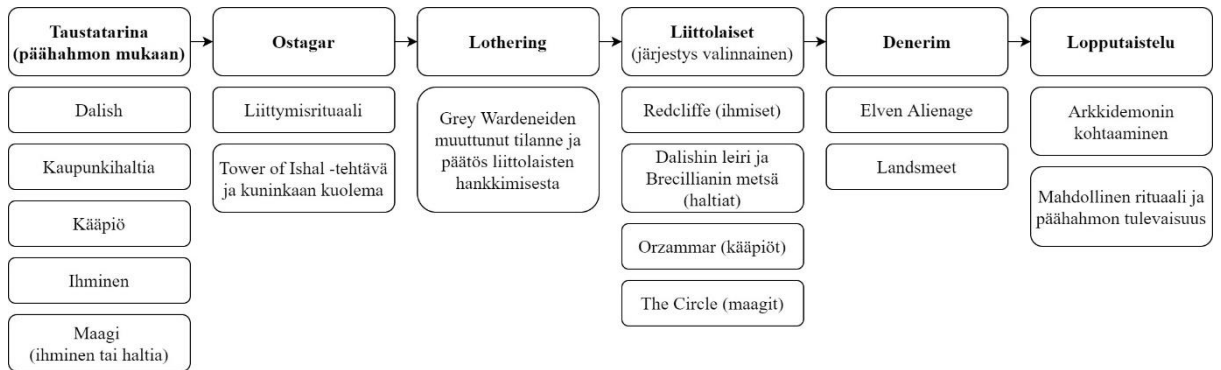 Taustatarina
(päähahmon mukaan)
Dalish
Kaupunkihaltia
Kääpiö
Ihminen
Maagi
(ihminen tai haltia)
Ostagar
Liittymisrituaali
Tower of Ishal -tehtävä
ja kuninkaan kuolema
Lothering
Grey Wardeneiden
muuttunut tilanne ja
päätös liittolaisten
hankkimisesta
Liittolaiset
(järjestys valinnainen)
Redcliffe (ihmiset)
Dalishin leiri ja
Brecillianin metsä
(haltiat)
Orzammar (kääpiöt)
The Circle (maagit)
Denerim
Elven Alienage
Landsmeet
Lopputaistelu
Arkkidemonin
kohtaaminen
Mahdollinen rituaali ja
päähahmon tulevaisuus